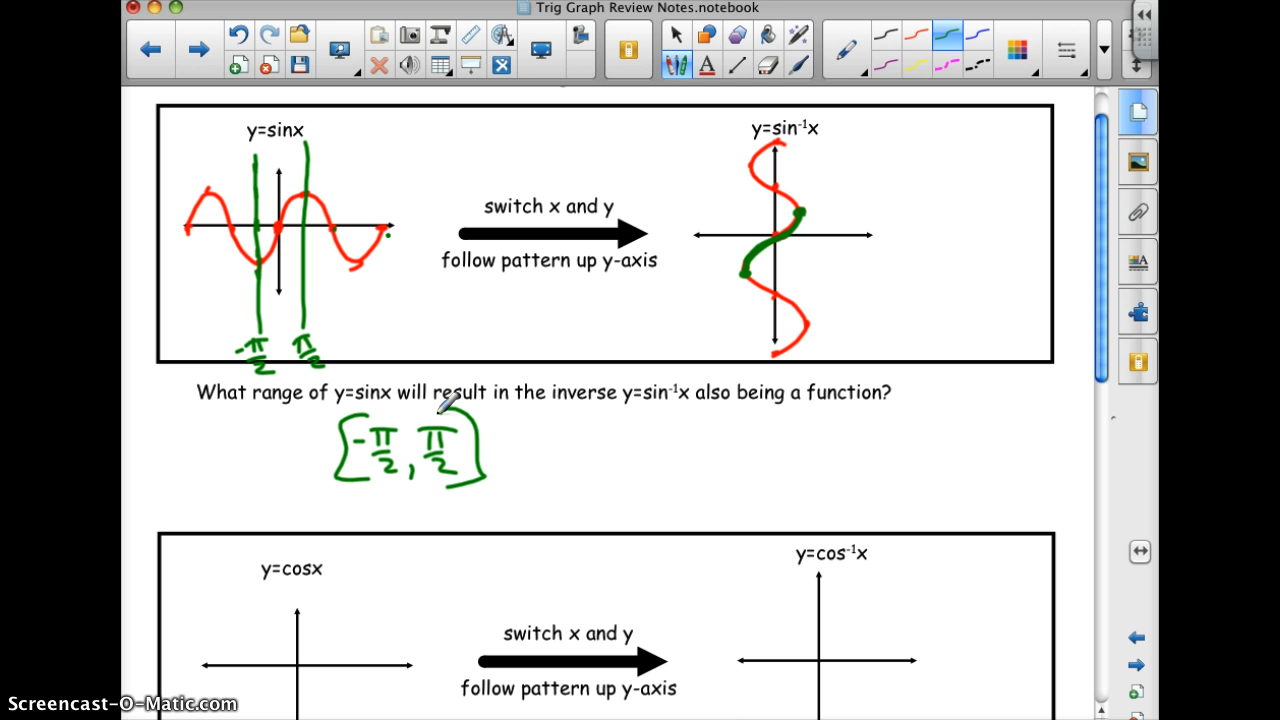 Trig Graph Review Notes.notebook
y=sinx
y=sin⁻¹x
switch x and y
follow pattern up y-axis
-π/2
π/2
What range of y=sinx will result in the inverse y=sin⁻¹x also being a function?
[-π/2, π/2]
y=cosx
y=cos⁻¹x
switch x and y
follow pattern up y-axis
Screencast-O-Matic.com